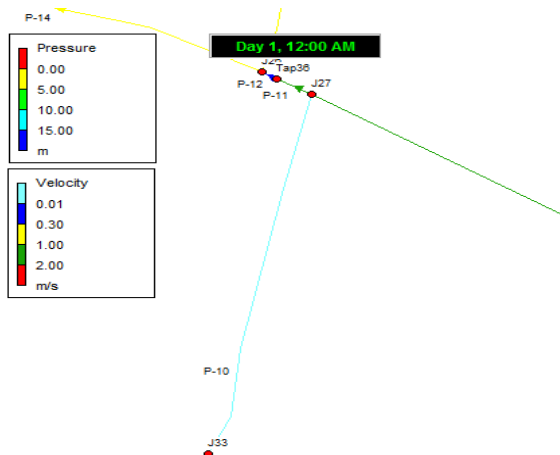 P-14
Day 1, 12:00 AM
Pressure
0.00
5.00
10.00
15.00
m
J26
Tap36
P-12
P-11
J27
Velocity
0.01
0.30
1.00
2.00
m/s
P-10
J33